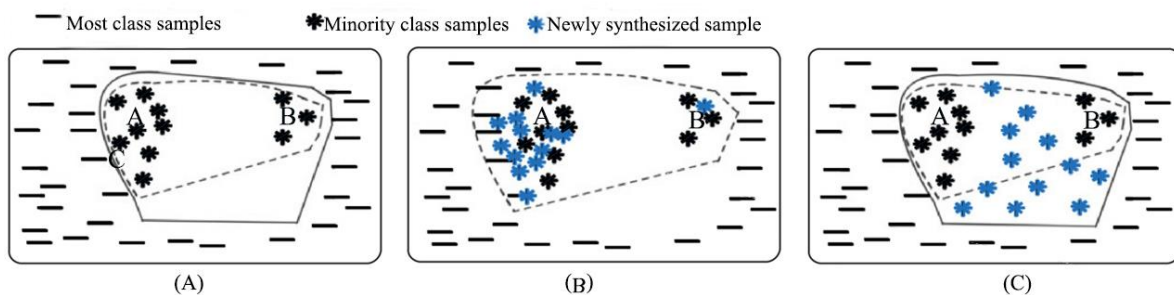 Most class samples Minority class samples Newly synthesized sample
A B C
A B
A B
(A) (B) (C)